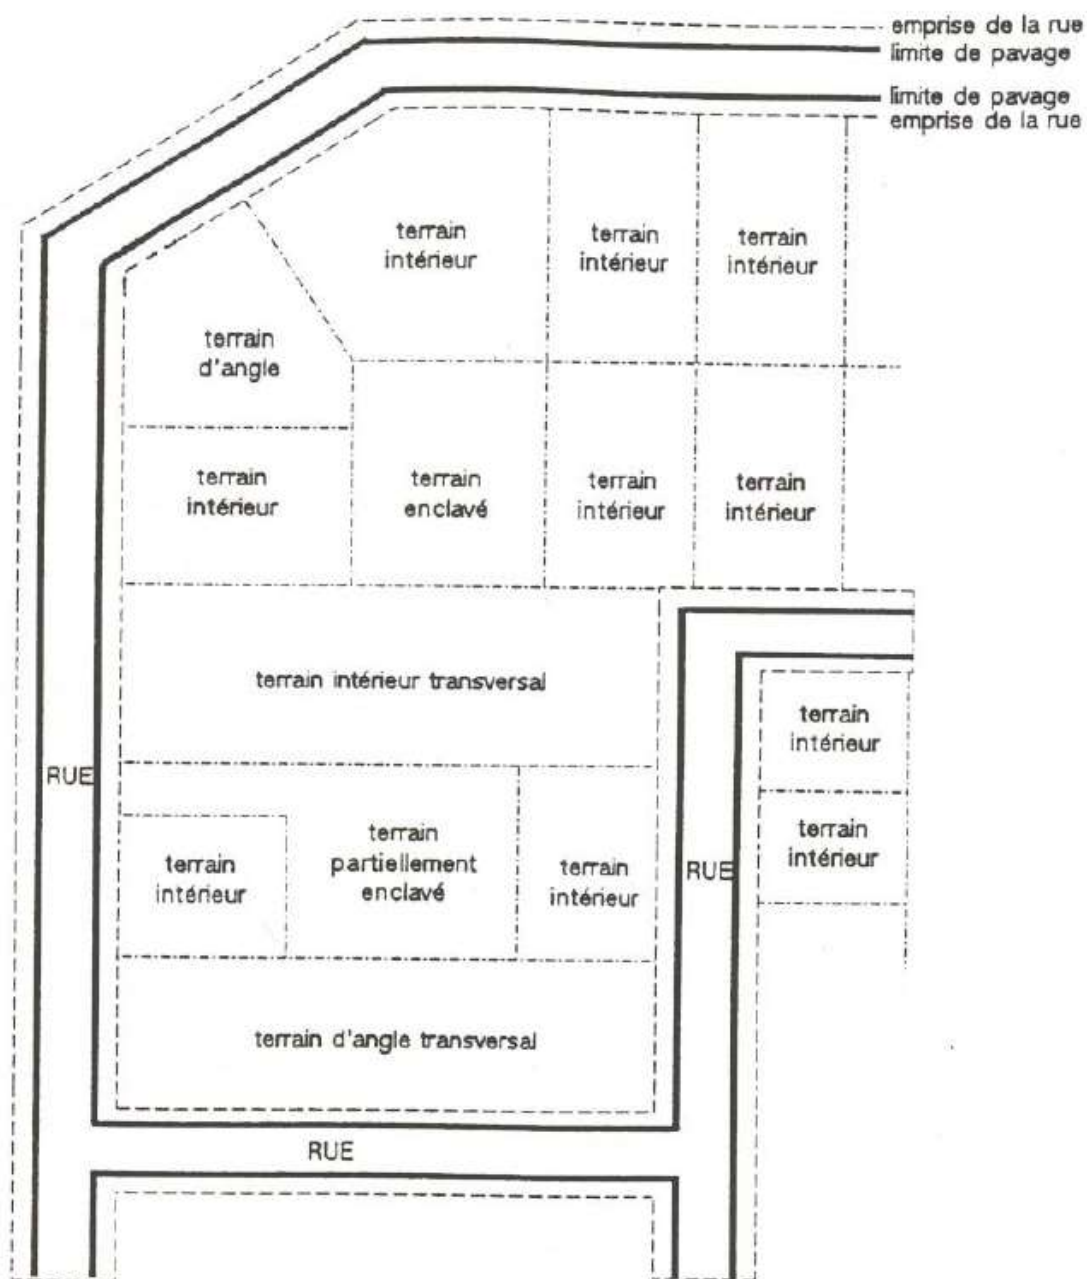 emprise de la rue
limite de pavage
limite de pavage
emprise de la rue
terrain
intérieur
terrain
intérieur
terrain
intérieur
terrain
d'angle
terrain
intérieur
terrain
enclavé
terrain
intérieur
terrain
intérieur
terrain intérieur transversal
terrain
intérieur
RUE
terrain
intérieur
terrain
partiellement
enclavé
terrain
intérieur
RUE
terrain
intérieur
terrain d'angle transversal
RUE